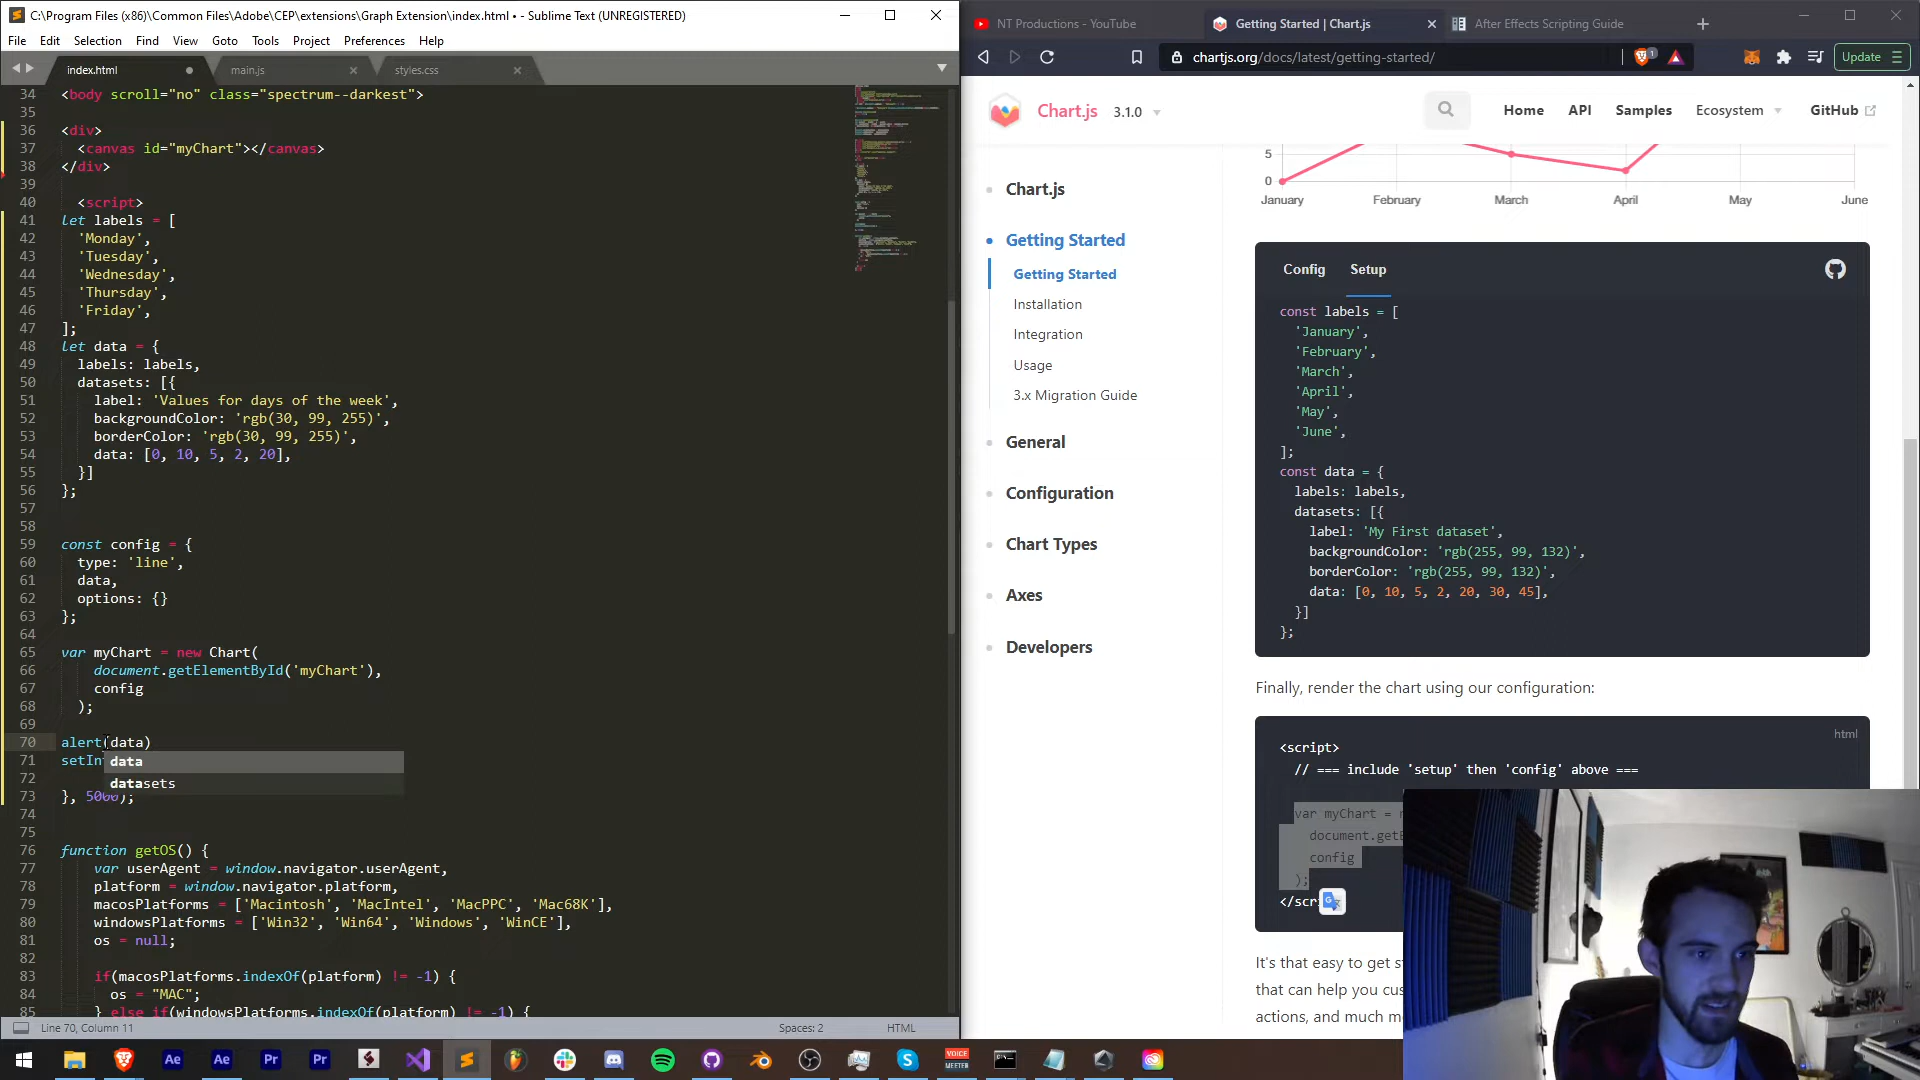 C:\Program Files (x86)\Common Files\Adobe\CEP\extensions\Graph Extension\index.html • - Sublime Text (UNREGISTERED)
File Edit Selection Find View Goto Tools Project Preferences Help
index.html
main.js
styles.css
34 <body scroll="no" class="spectrum--darkest">
35
36 <div>
37 <canvas id="myChart"></canvas>
38 </div>
39
40 <script>
41 let labels = [
42 'Monday',
43 'Tuesday',
44 'Wednesday',
45 'Thursday',
46 'Friday',
47 ];
48 let data = {
49 labels: labels,
50 datasets: [{
51 label: 'Values for days of the week',
52 backgroundColor: 'rgb(30, 99, 255)',
53 borderColor: 'rgb(30, 99, 255)',
54 data: [0, 10, 5, 2, 20],
55 }]
56 };
57
58
59 const config = {
60 type: 'line',
61 data,
62 options: {}
63 };
64
65 var myChart = new Chart(
66 document.getElementById('myChart'),
67 config
68 );
69
70 alert(data)
71 setIn
data
72
datasets
73 }, 5000);
74
75
76 function getOS() {
77 var userAgent = window.navigator.userAgent,
78 platform = window.navigator.platform,
79 macosPlatforms = ['Macintosh', 'MacIntel', 'MacPPC', 'Mac68K'],
80 windowsPlatforms = ['Win32', 'Win64', 'Windows', 'WinCE'],
81 os = null;
82
83 if(macosPlatforms.indexOf(platform) != -1) {
84 os = "MAC";
85 } else if(windowsPlatforms.indexOf(platform) != -1) {
Line 70, Column 11
Spaces: 2
HTML
NT Productions - YouTube
Getting Started | Chart.js
After Effects Scripting Guide
chartjs.org/docs/latest/getting-started/
1
Update
Chart.js 3.1.0
Home API Samples Ecosystem GitHub
5
0
January February March April May June
Chart.js
Getting Started
Getting Started
Installation
Integration
Usage
3.x Migration Guide
General
Configuration
Chart Types
Axes
Developers
Config Setup
const labels = [
'January',
'February',
'March',
'April',
'May',
'June',
];
const data = {
labels: labels,
datasets: [{
label: 'My First dataset',
backgroundColor: 'rgb(255, 99, 132)',
borderColor: 'rgb(255, 99, 132)',
data: [0, 10, 5, 2, 20, 30, 45],
}]
};
Finally, render the chart using our configuration:
html
<script>
// === include 'setup' then 'config' above ===
var myChart =
document.getE
config
);
</scri
It's that easy to get s
that can help you cus
actions, and much m
Ae Ae Pr Pr
VOICE
MEETER